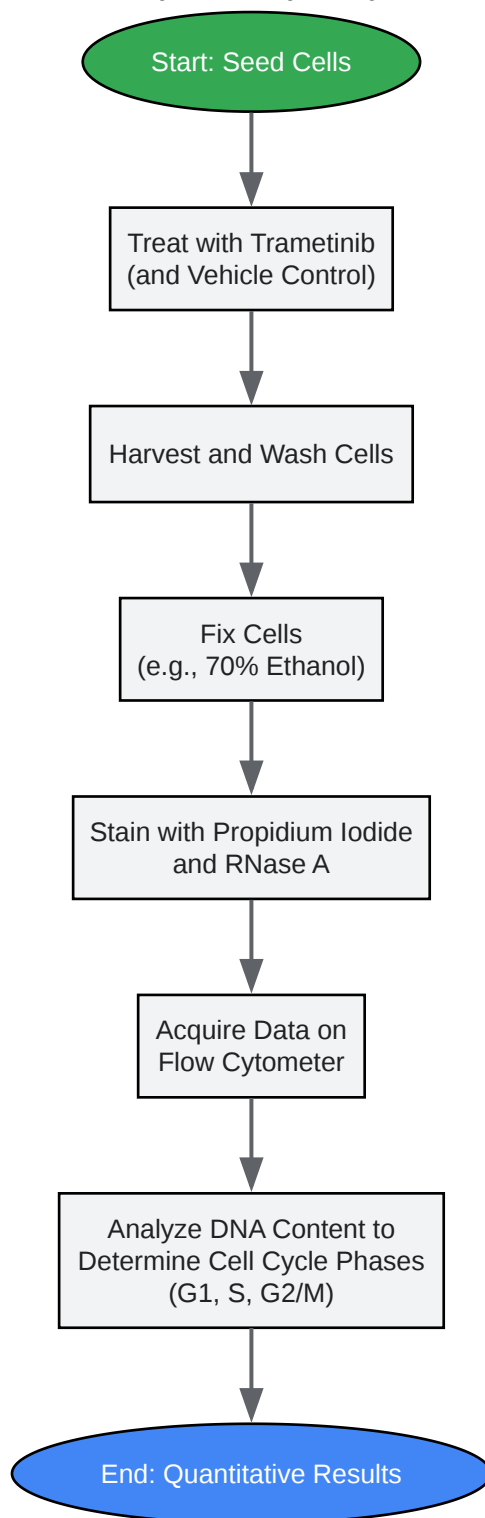 Start: Seed Cells
Treat with Trametinib
(and Vehicle Control)
Harvest and Wash Cells
Fix Cells
(e.g., 70% Ethanol)
Stain with Propidium Iodide
and RNase A
Acquire Data on
Flow Cytometer
Analyze DNA Content to
Determine Cell Cycle Phases
(G1, S, G2/M)
End: Quantitative Results